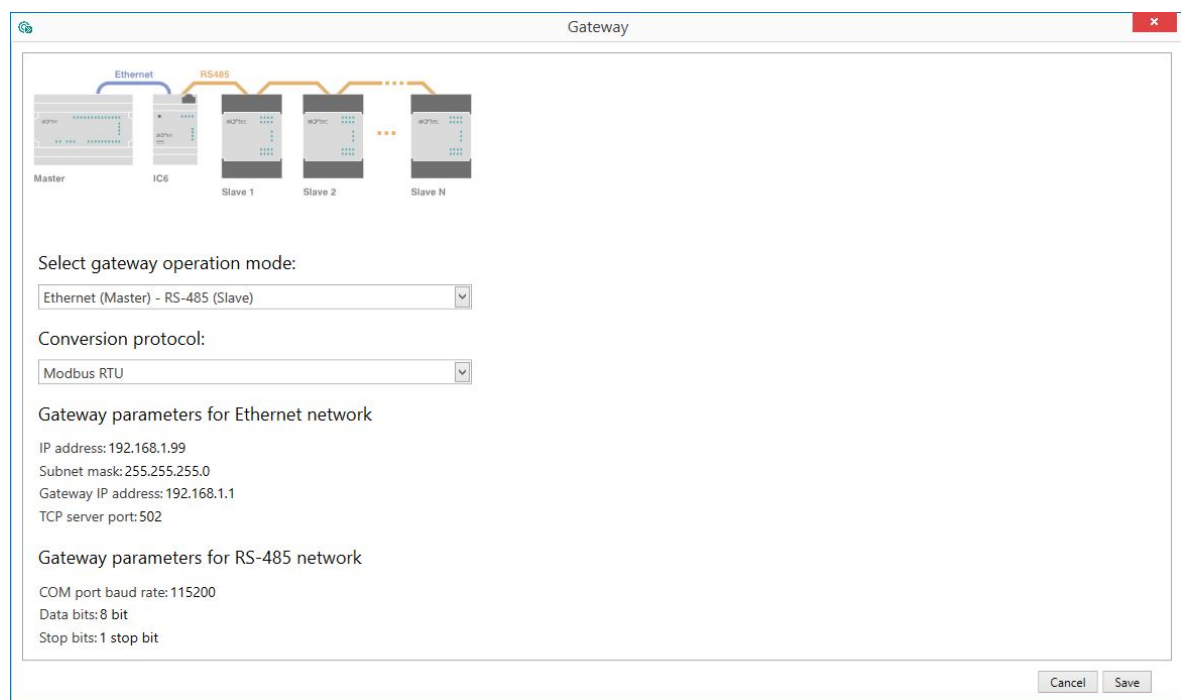 Gateway
Ethernet RS485
Master IC6 Slave 1 Slave 2 Slave N
Select gateway operation mode:
Ethernet (Master) - RS-485 (Slave)
Conversion protocol:
Modbus RTU
Gateway parameters for Ethernet network
IP address: 192.168.1.99
Subnet mask: 255.255.255.0
Gateway IP address: 192.168.1.1
TCP server port: 502
Gateway parameters for RS-485 network
COM port baud rate: 115200
Data bits: 8 bit
Stop bits: 1 stop bit
Cancel Save